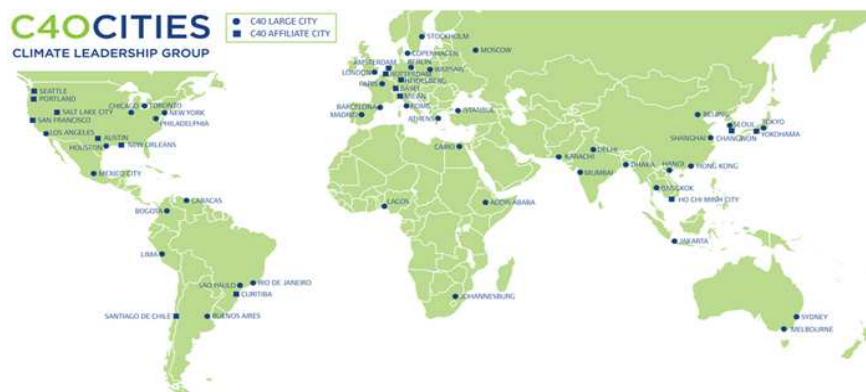 C40CITIES
CLIMATE LEADERSHIP GROUP
C40 LARGE CITY
C40 AFFILIATE CITY
STOCKHOLM
COPENHAGEN
MOSCOW
AMSTERDAM
BERLIN
LONDON
ROTTERDAM
WARSAW
HEIDELBERG
PARIS
BASEL
MILAN
BARCELONA
ROME
ISTANBUL
MADRID
ATHENS
SEATTLE
PORTLAND
CHICAGO
TORONTO
SALT LAKE CITY
NEW YORK
SAN FRANCISCO
PHILADELPHIA
LOS ANGELES
AUSTIN
HOUSTON
NEW ORLEANS
MEXICO CITY
BEIJING
SEOUL
TOKYO
SHANGHAI
CHANGWON
YOKOHAMA
CAIRO
DELHI
KARACHI
DHAKA
HANOI
HONG KONG
MUMBAI
BANGKOK
HO CHI MINH CITY
CARACAS
BOGOTA
LAGOS
ADDIS ABABA
JAKARTA
LIMA
SAO PAULO
RIO DE JANEIRO
CURITIBA
JOHANNESBURG
SANTIAGO DE CHILE
BUENOS AIRES
SYDNEY
MELBOURNE